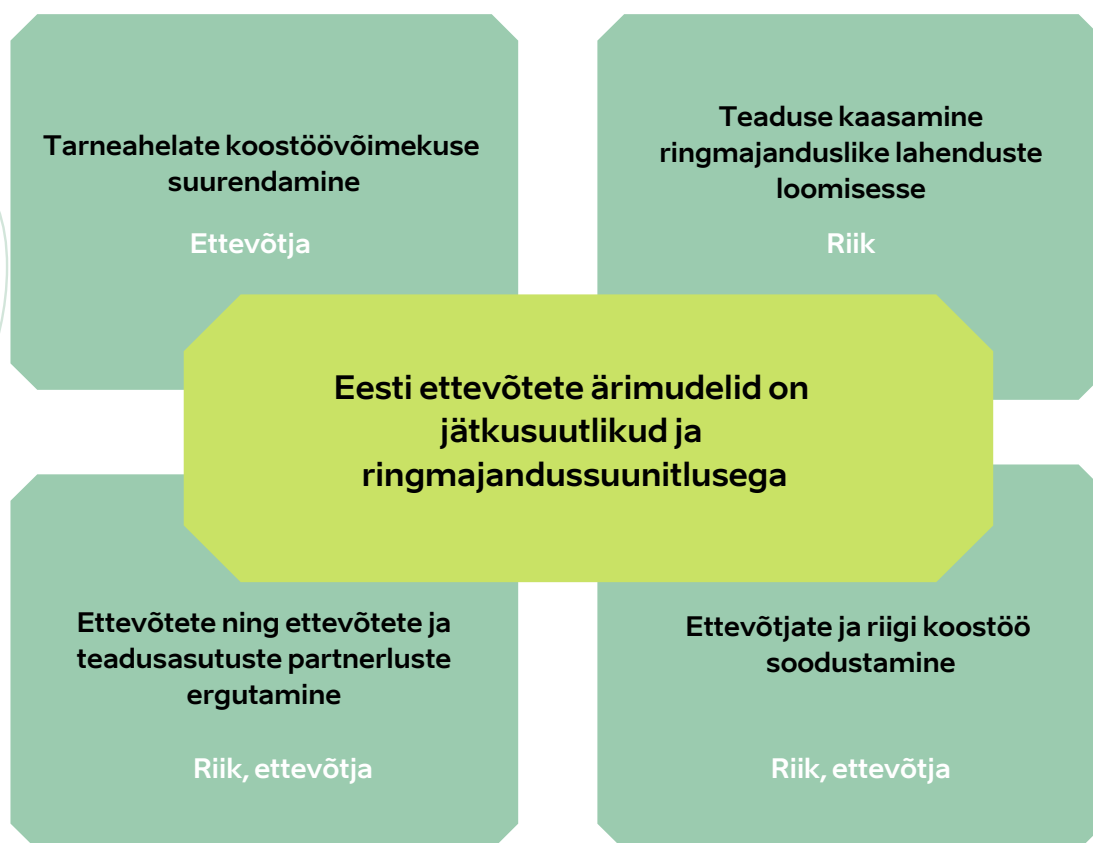 Tarneahelate koostöövõimekuse
suurendamine
Ettevõtja
Teaduse kaasamine
ringmajanduslike lahenduste
loomisesse
Riik
Eesti ettevõtete ärimudelid on
jätkusuutlikud ja
ringmajandussuunitlusega
Ettevõtete ning ettevõtete ja
teadusasutuste partnerluste
ergutamine
Riik, ettevõtja
Ettevõtjate ja riigi koostöö
soodustamine
Riik, ettevõtja